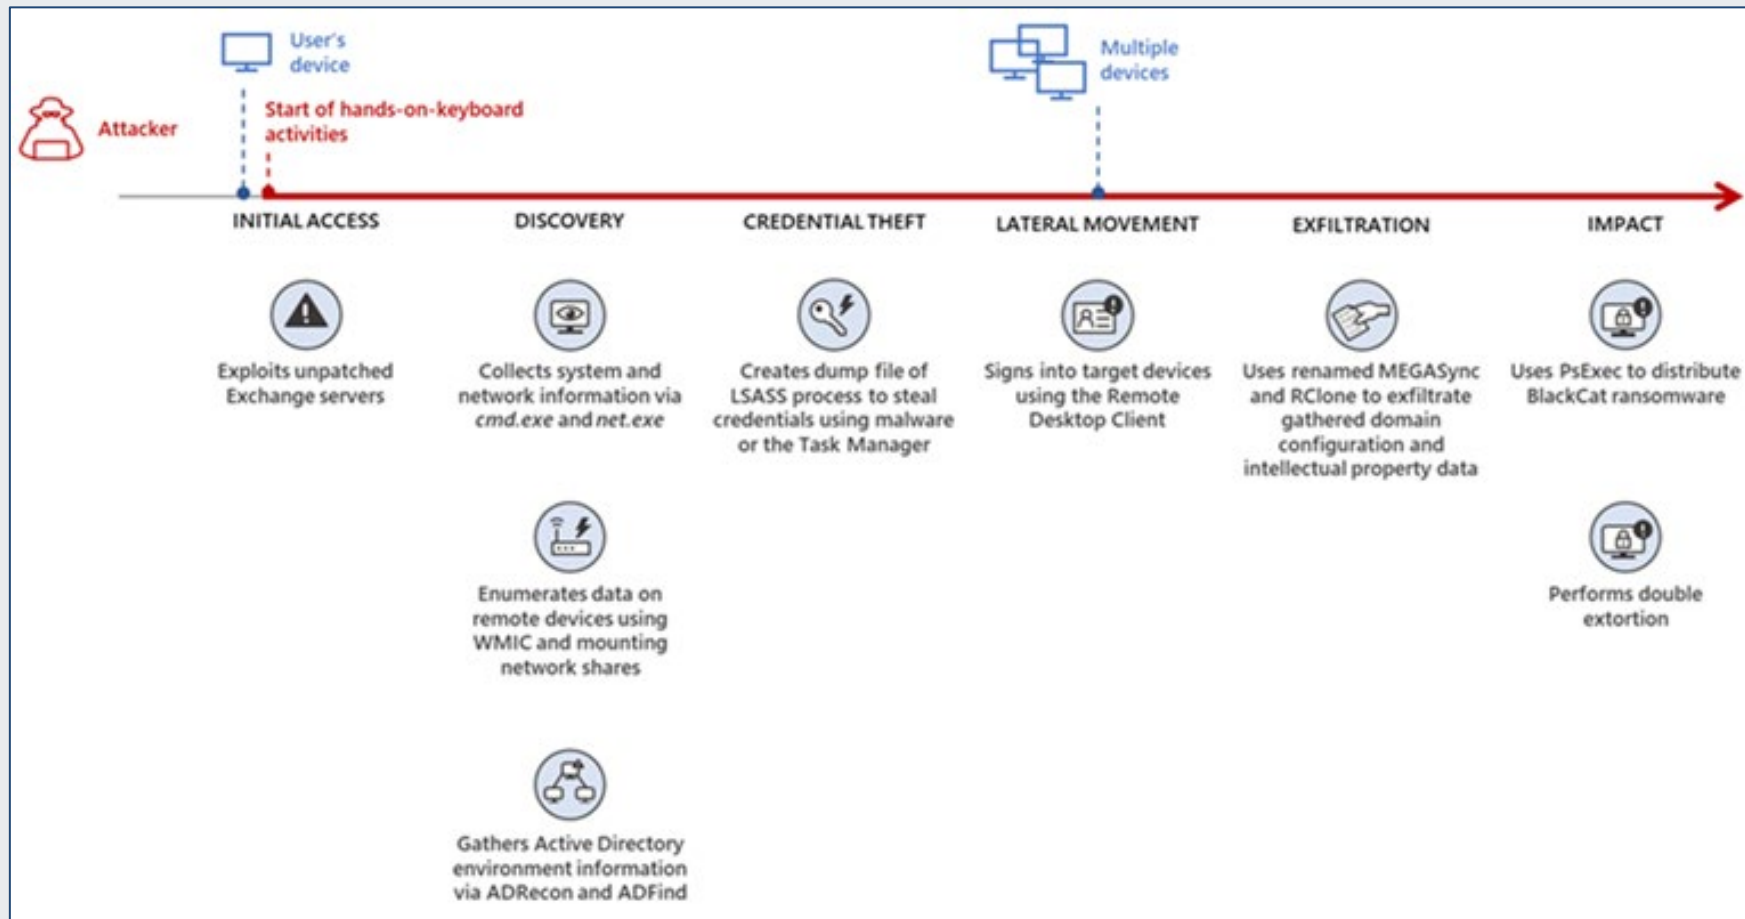 User's
device
Multiple
devices
Attacker
Start of hands-on-keyboard
activities
INITIAL ACCESS
DISCOVERY
CREDENTIAL THEFT
LATERAL MOVEMENT
EXFILTRATION
IMPACT
Exploits unpatched
Exchange servers
Collects system and
network information via
cmd.exe and net.exe
Creates dump file of
LSASS process to steal
credentials using malware
or the Task Manager
Signs into target devices
using the Remote
Desktop Client
Uses renamed MEGASync
and RClone to exfiltrate
gathered domain
configuration and
intellectual property data
Uses PsExec to distribute
BlackCat ransomware
Enumerates data on
remote devices using
WMIC and mounting
network shares
Performs double
extortion
Gathers Active Directory
environment information
via ADRecon and ADFind